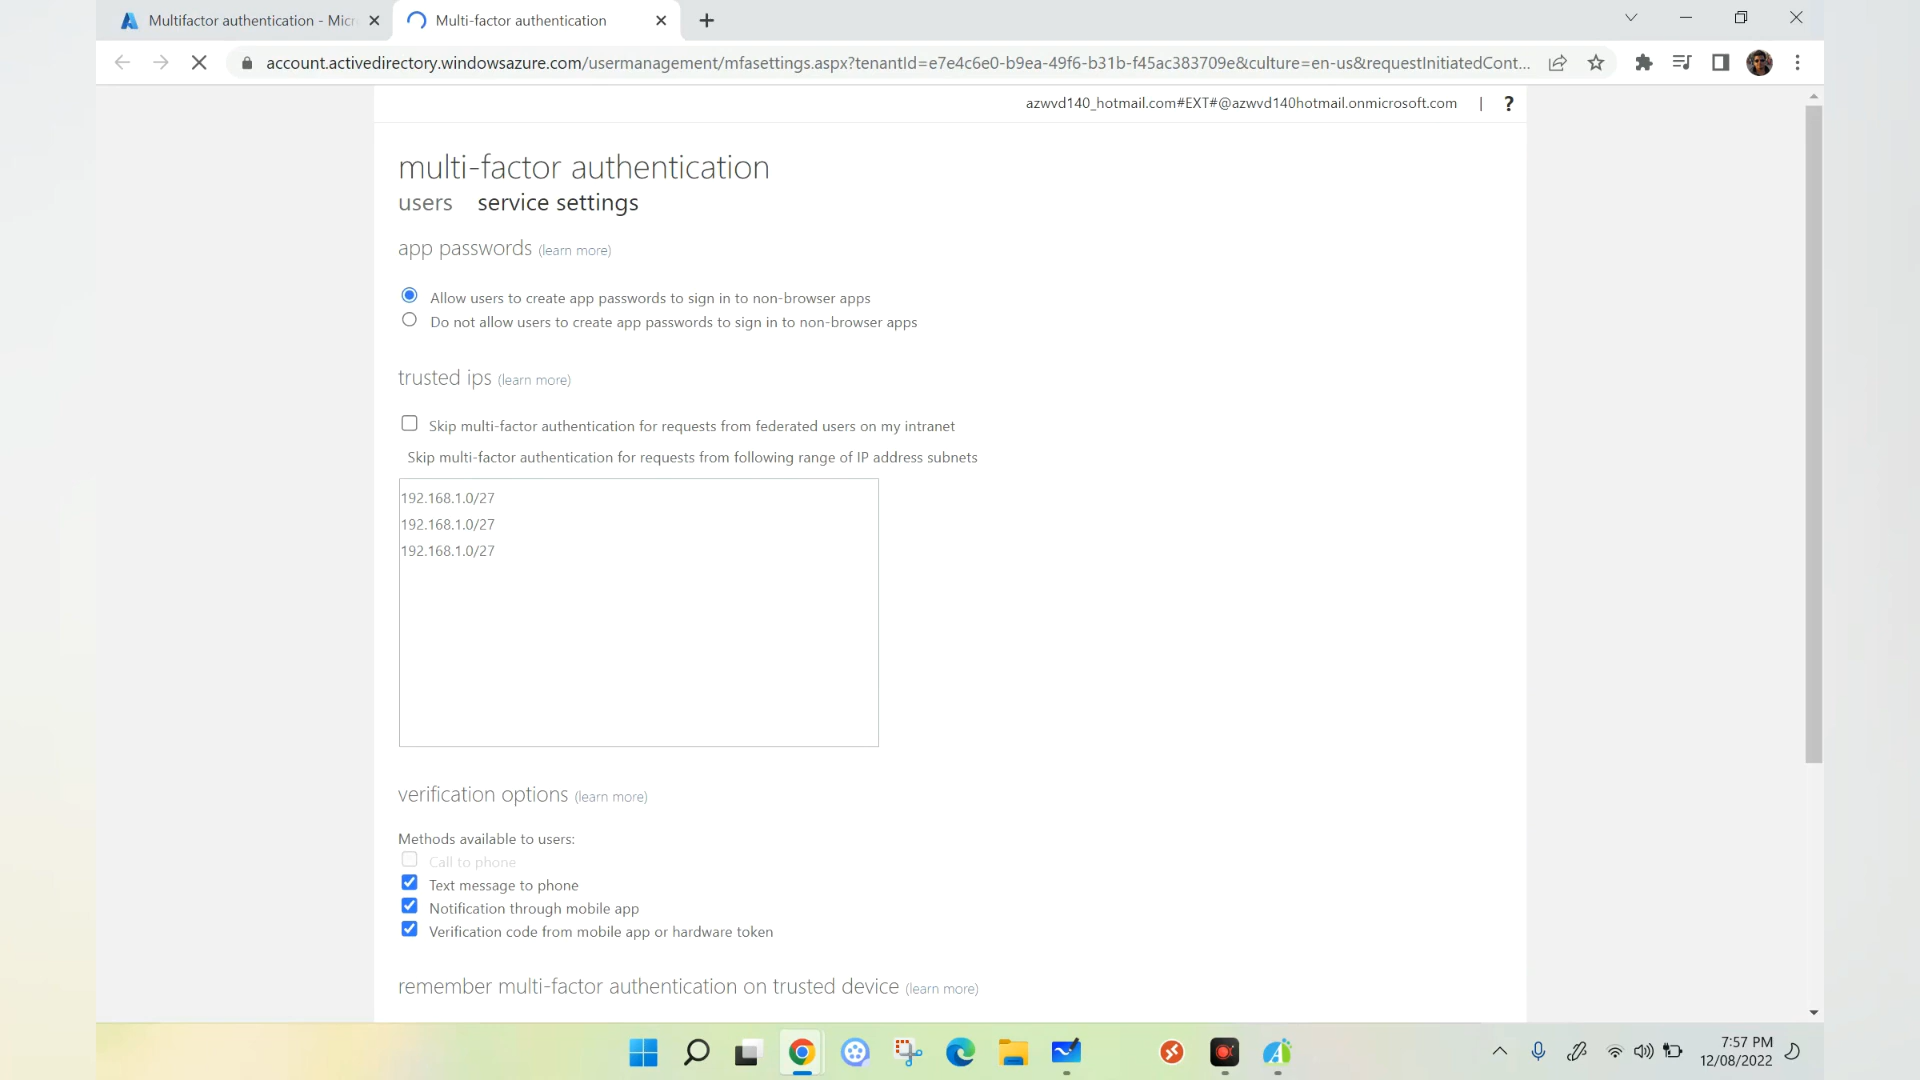 Multifactor authentication - Micr
Multi-factor authentication
account.activedirectory.windowsazure.com/usermanagement/mfasettings.aspx?tenantId=e7e4c6e0-b9ea-49f6-b31b-f45ac383709e&culture=en-us&requestInitiatedCont...
azwvd140_hotmail.com#EXT#@azwvd140hotmail.onmicrosoft.com | ?
multi-factor authentication
users service settings
app passwords (learn more)
Allow users to create app passwords to sign in to non-browser apps
Do not allow users to create app passwords to sign in to non-browser apps
trusted ips (learn more)
Skip multi-factor authentication for requests from federated users on my intranet
Skip multi-factor authentication for requests from following range of IP address subnets
192.168.1.0/27
192.168.1.0/27
192.168.1.0/27
verification options (learn more)
Methods available to users:
Call to phone
Text message to phone
Notification through mobile app
Verification code from mobile app or hardware token
remember multi-factor authentication on trusted device (learn more)
7:57 PM
12/08/2022